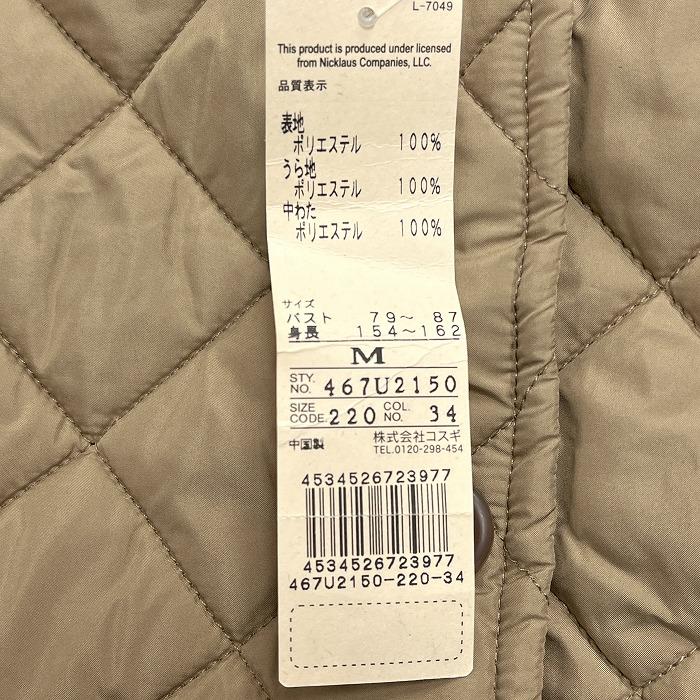 L-7049
This product is produced under licensed
from Nicklaus Companies, LLC.
品質表示
表地
ポリエステル 100%
うら地
ポリエステル 100%
中わた
ポリエステル 100%
サイズ
バスト 79〜 87
身長 154〜162
M
STY. NO. 467U2150
SIZE CODE. 220 COL. NO. 34
中国製 株式会社コスギ
TEL.0120-298-454
4534526723977
4534526723977
467U2150-220-34